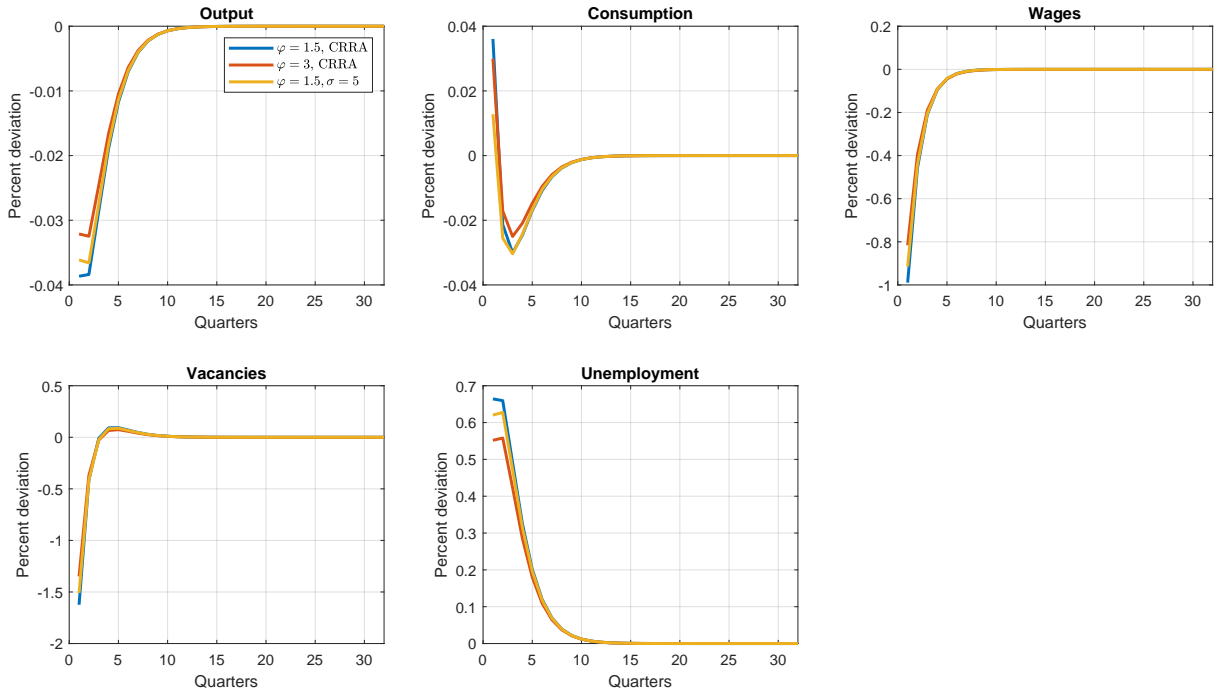 Output
Percent deviation
0
-0.01
-0.02
-0.03
-0.04
φ = 1.5, CRRA
φ = 3, CRRA
φ = 1.5, σ = 5
0 5 10 15 20 25 30
Quarters
Consumption
Percent deviation
0.04
0.02
0
-0.02
-0.04
0 5 10 15 20 25 30
Quarters
Wages
Percent deviation
0.2
0
-0.2
-0.4
-0.6
-0.8
-1
0 5 10 15 20 25 30
Quarters
Vacancies
Percent deviation
0.5
0
-0.5
-1
-1.5
-2
0 5 10 15 20 25 30
Quarters
Unemployment
Percent deviation
0.7
0.6
0.5
0.4
0.3
0.2
0.1
0
0 5 10 15 20 25 30
Quarters